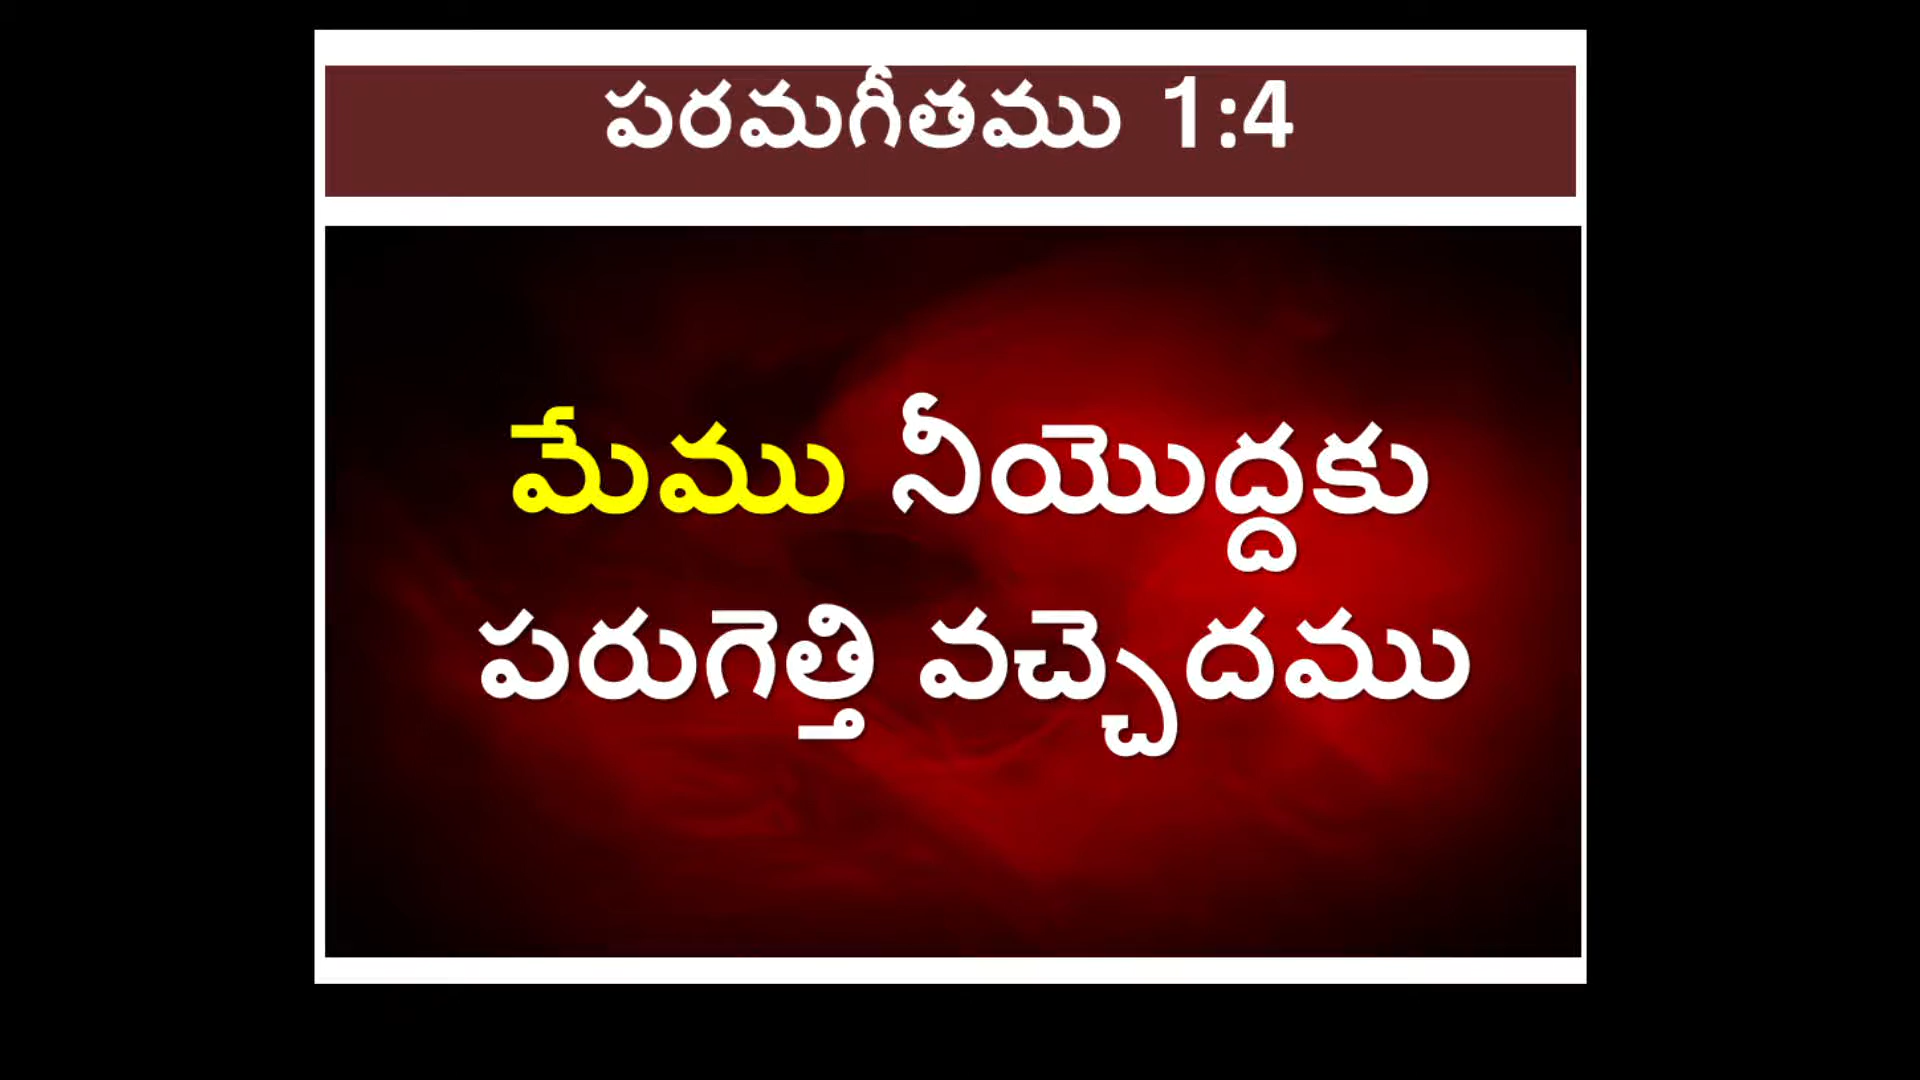 పరమగీతము 1:4
మేము నీయొద్దకు
పరుగెత్తి వచ్చెదము